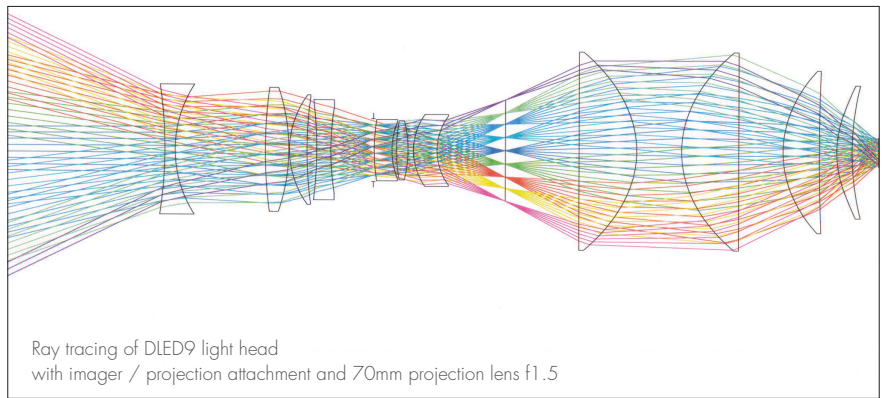 Ray tracing of DLED9 light head
with imager / projection attachment and 70mm projection lens f1.5